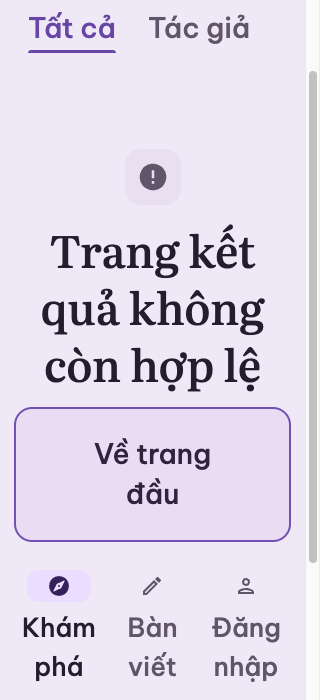 Tất cả Tác giả
Trang kết
quả không
còn hợp lệ
Về trang
đầu
Khám phá
Bàn viết
Đăng nhập